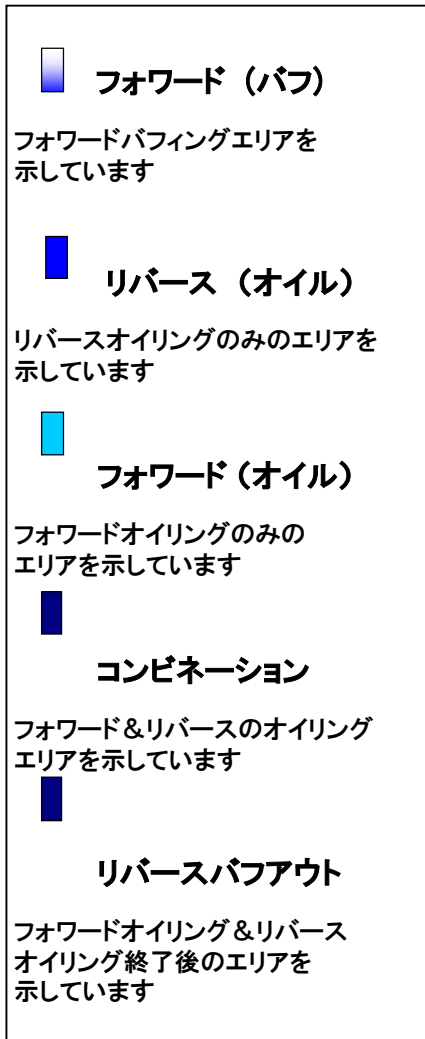 フォワード （バフ）
フォワードバフィングエリアを
示しています
リバース （オイル）
リバースオイリングのみのエリアを
示しています
フォワード（オイル）
フォワードオイリングのみの
エリアを示しています
コンビネーション
フォワード＆リバースのオイリング
エリアを示しています
リバースバフアウト
フォワードオイリング＆リバース
オイリング終了後のエリアを
示しています